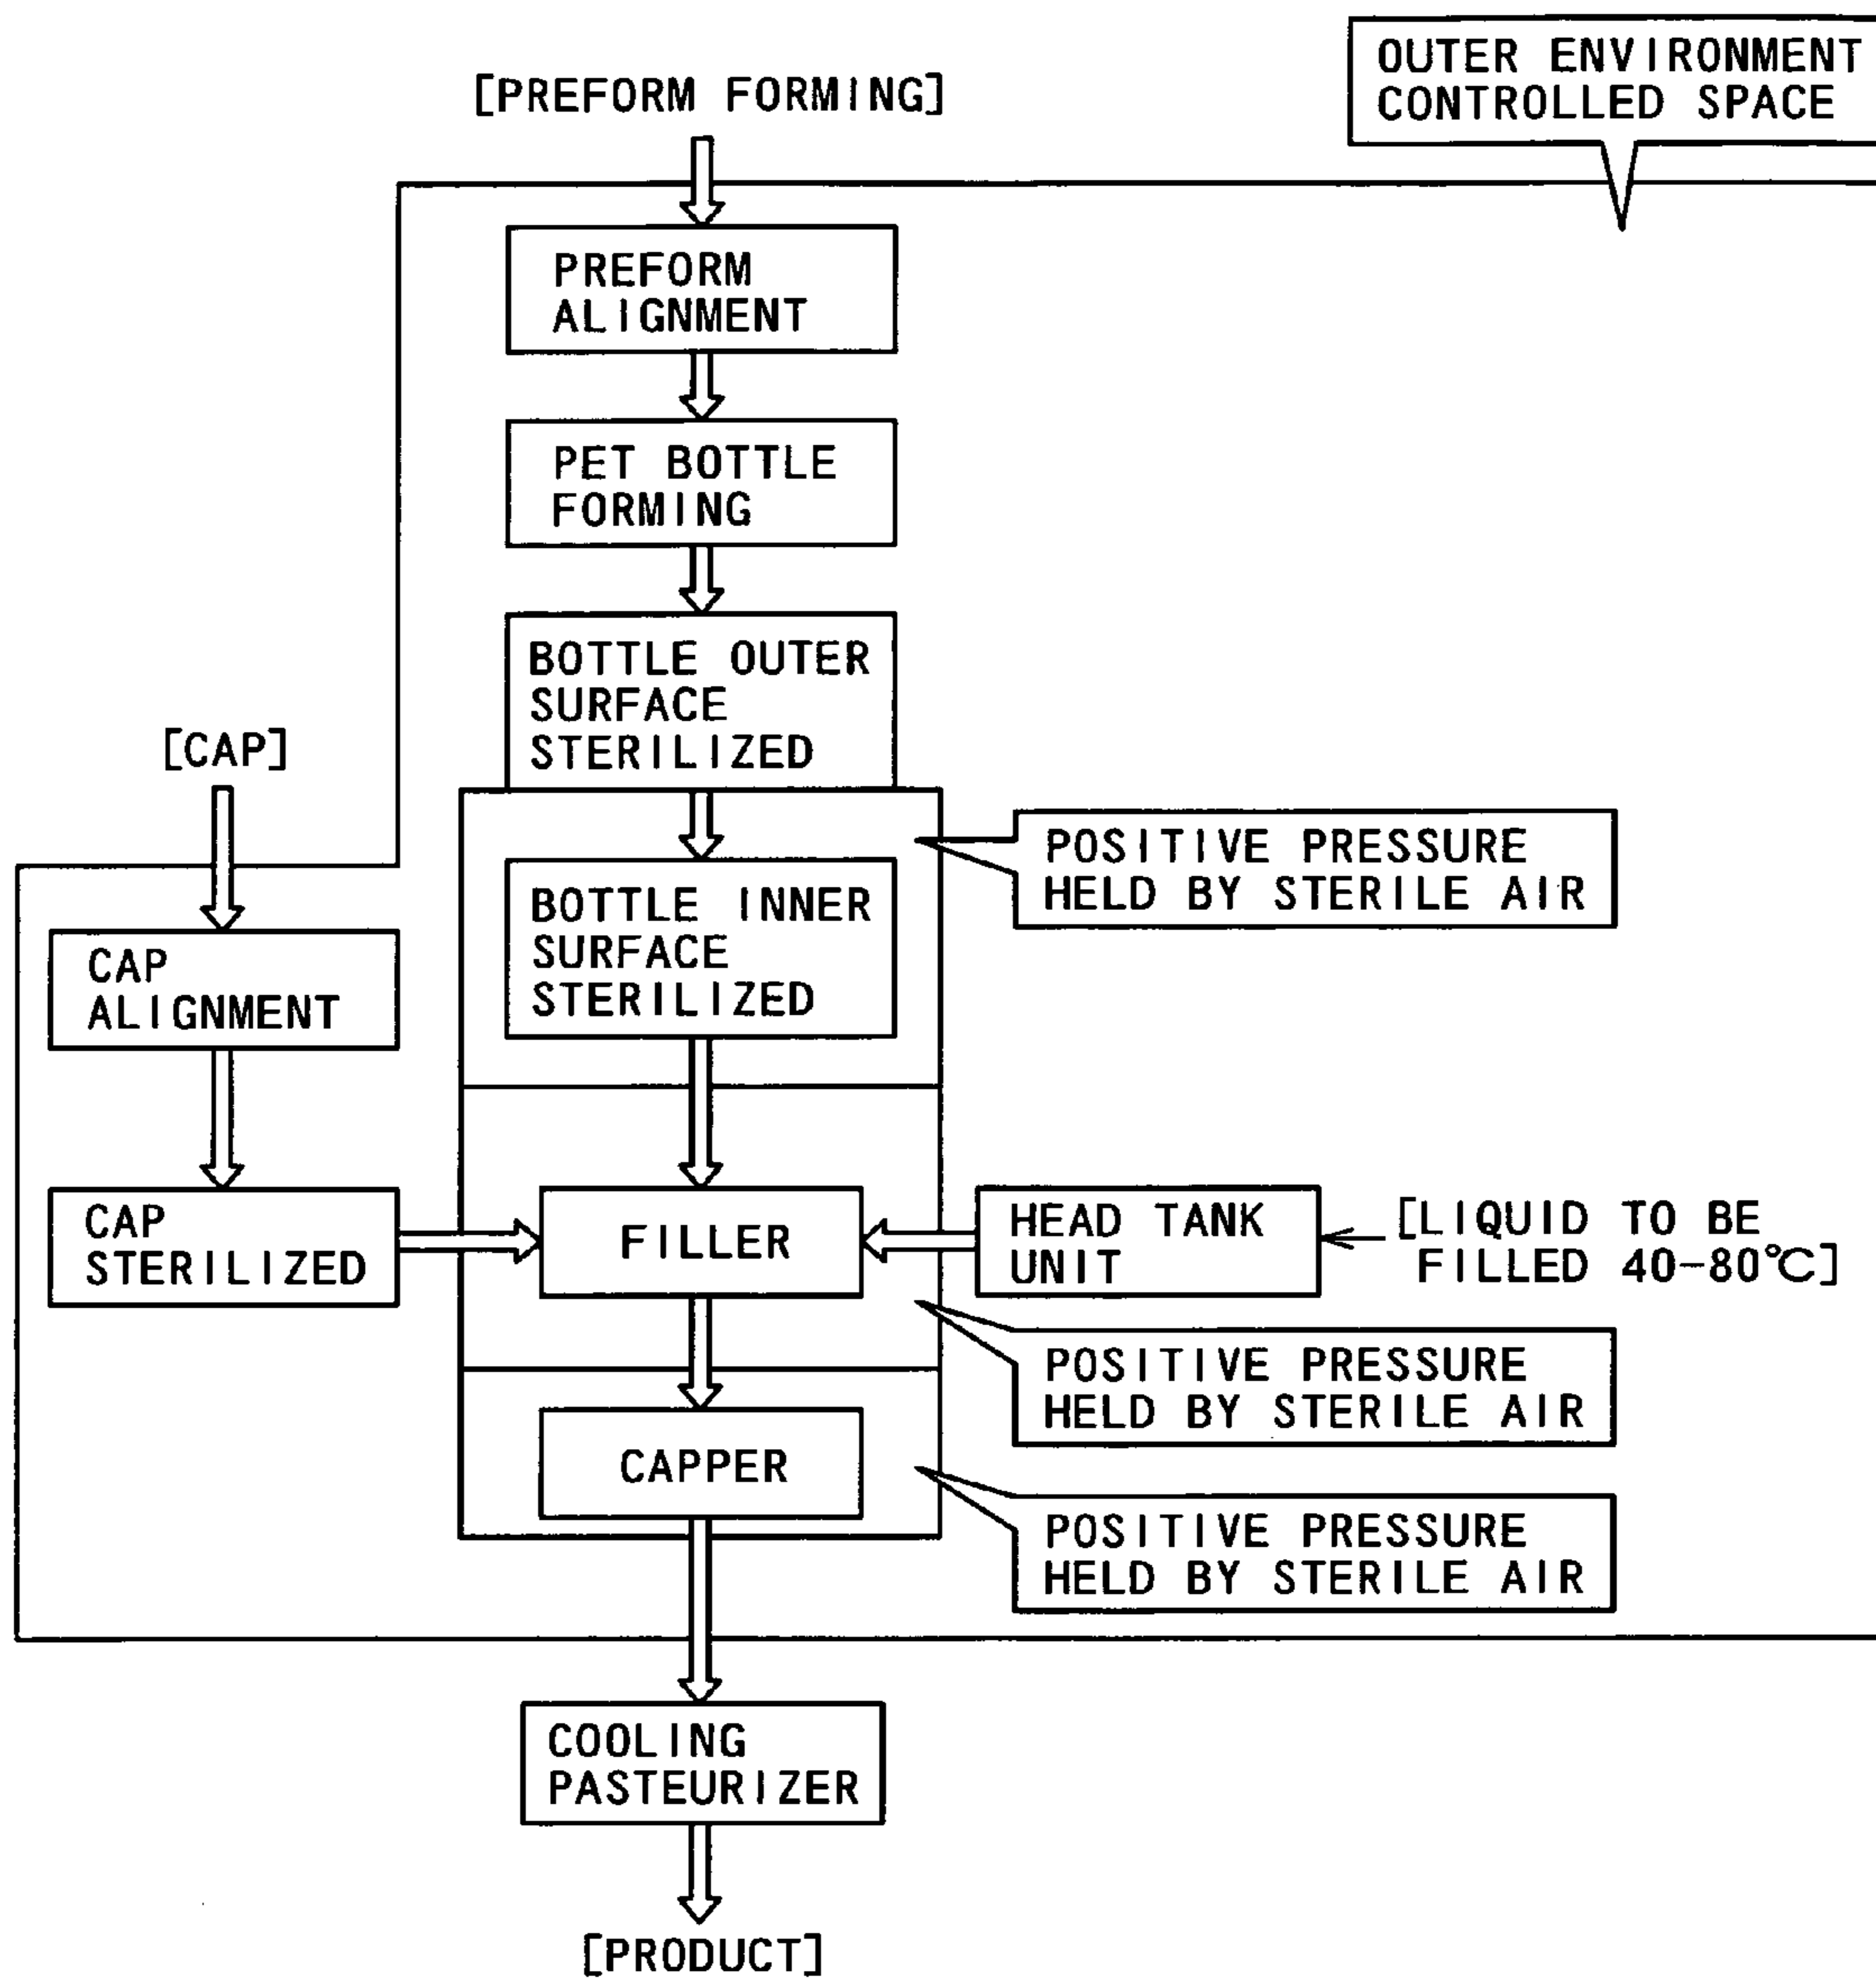 OUTER ENVIRONMENT
CONTROLLED SPACE
[PREFORM FORMING]
PREFORM
ALIGNMENT
PET BOTTLE
FORMING
BOTTLE OUTER
SURFACE
STERILIZED
[CAP]
POSITIVE PRESSURE
HELD BY STERILE AIR
BOTTLE INNER
SURFACE
STERILIZED
CAP
ALIGNMENT
CAP
STERILIZED
FILLER
HEAD TANK
UNIT
[LIQUID TO BE
FILLED 40-80℃]
POSITIVE PRESSURE
HELD BY STERILE AIR
CAPPER
POSITIVE PRESSURE
HELD BY STERILE AIR
COOLING
PASTEURIZER
[PRODUCT]